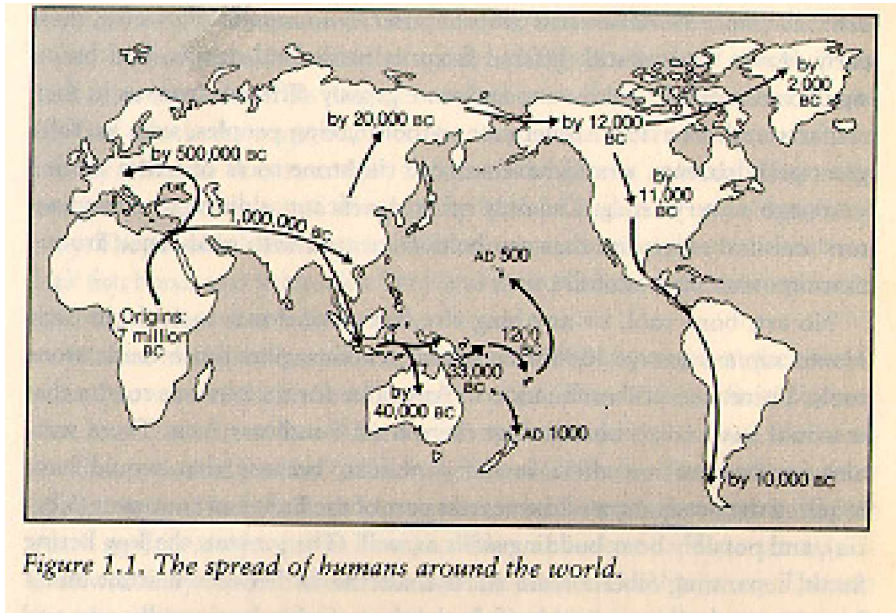 by
2,000
BC
by 20,000 BC
by 12,000
BC
by 500,000 BC
by
11,000
BC
1,000,000 BC
AD 500
Origins:
7 million
BC
33,000
BC
by
40,000 BC
AD 1000
by 10,000 BC
Figure 1.1. The spread of humans around the world.